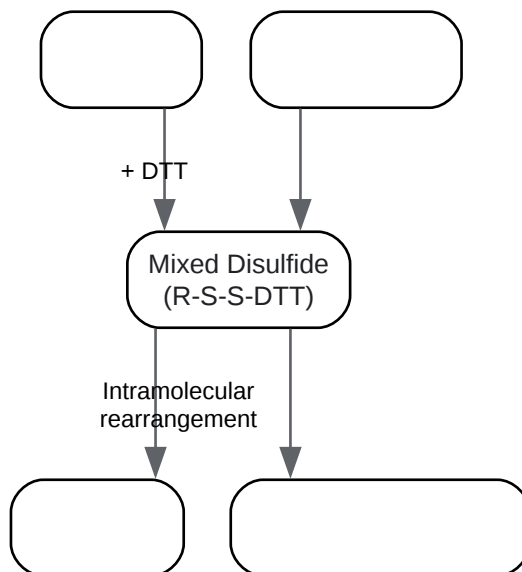 + DTT
Mixed Disulfide
(R-S-S-DTT)
Intramolecular
rearrangement